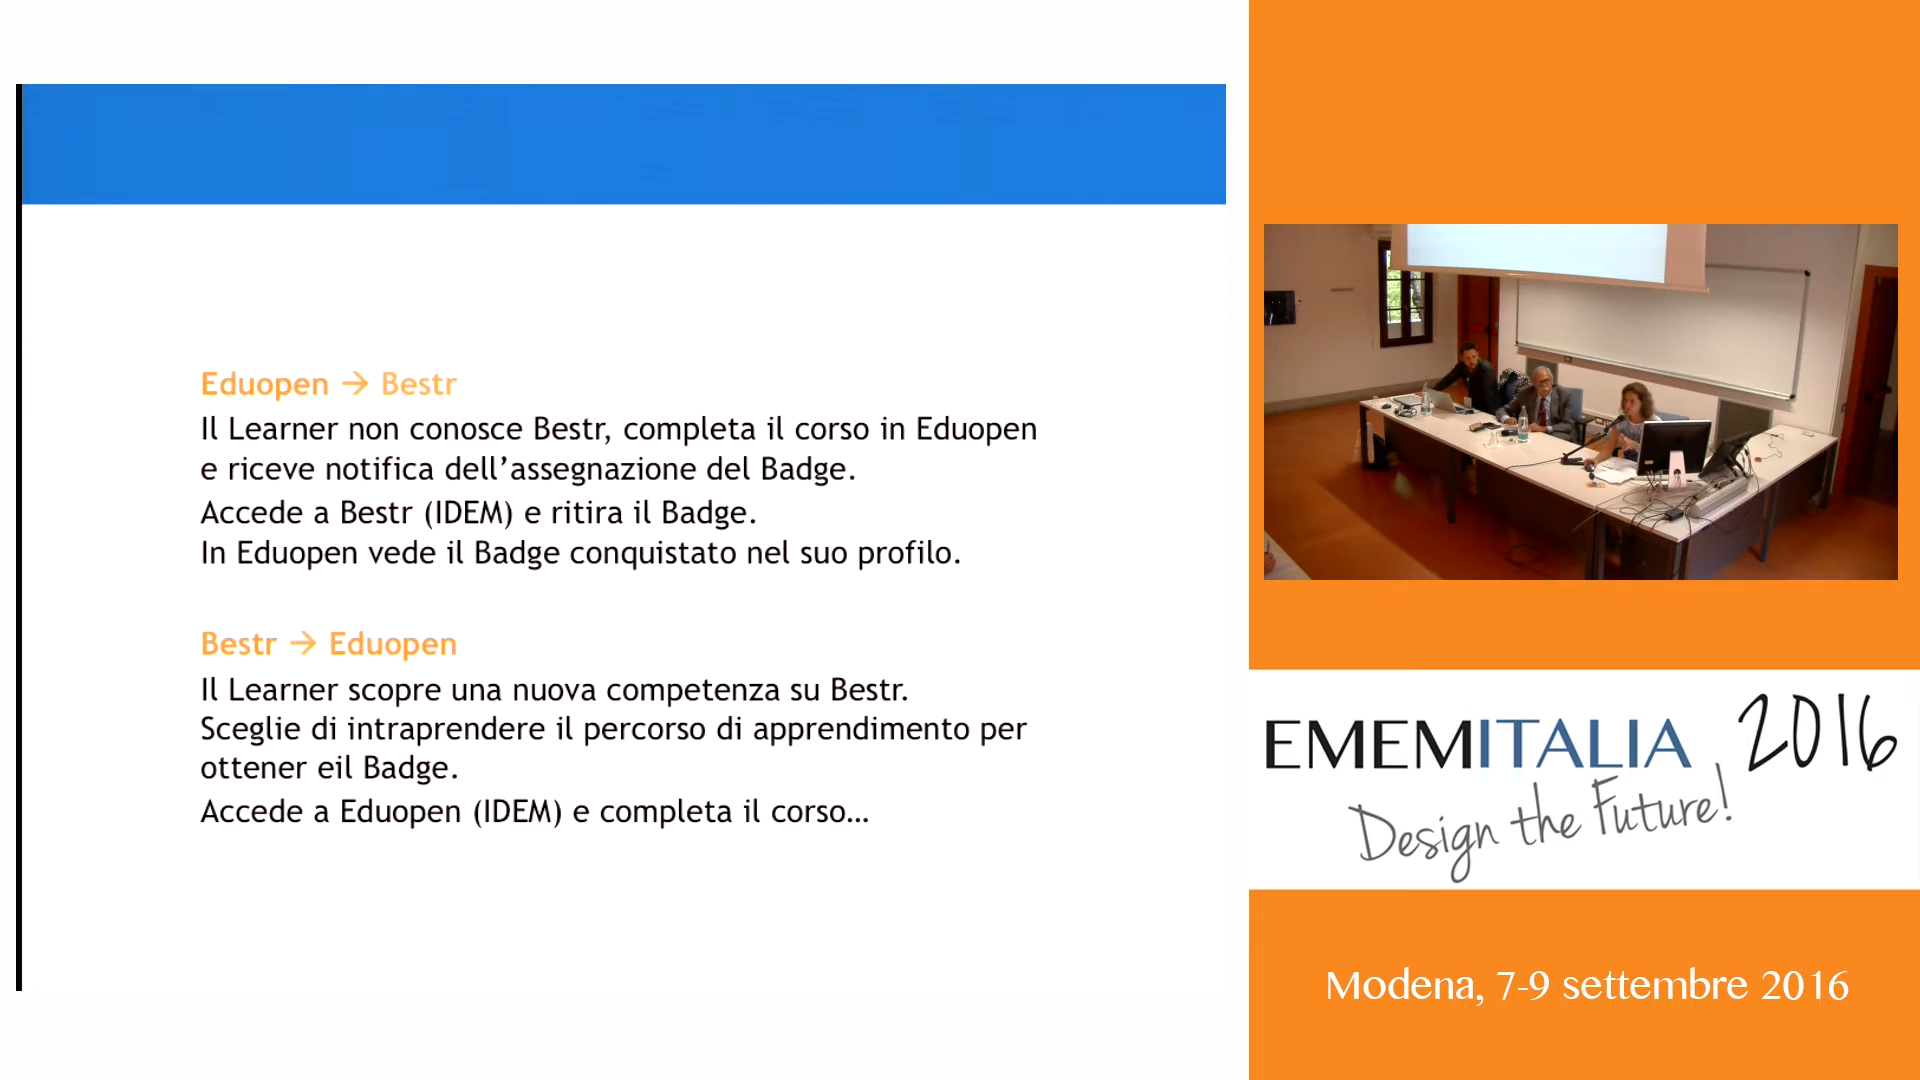 Eduopen → Bestr
Il Learner non conosce Bestr, completa il corso in Eduopen
e riceve notifica dell’assegnazione del Badge.
Accede a Bestr (IDEM) e ritira il Badge.
In Eduopen vede il Badge conquistato nel suo profilo.
Bestr → Eduopen
Il Learner scopre una nuova competenza su Bestr.
Sceglie di intraprendere il percorso di apprendimento per
ottener eil Badge.
Accede a Eduopen (IDEM) e completa il corso…
EMEMITALIA 2016
Design the Future!
Modena, 7-9 settembre 2016